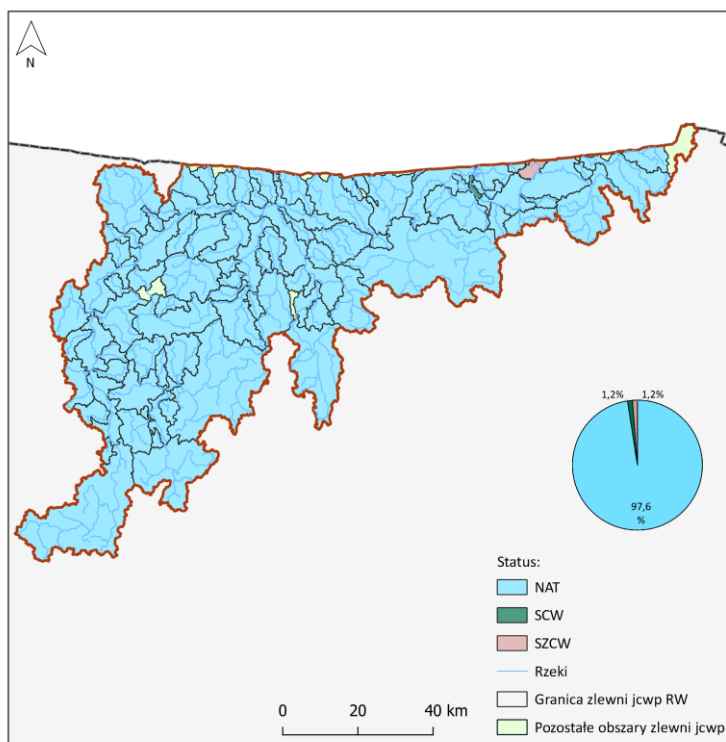 N
1,2%
1,2%
97,6
%
Status:
NAT
SCW
SZCW
Rzeki
Granica zlewni jcwp RW
Pozostałe obszary zlewni jcwp
0 20 40 km